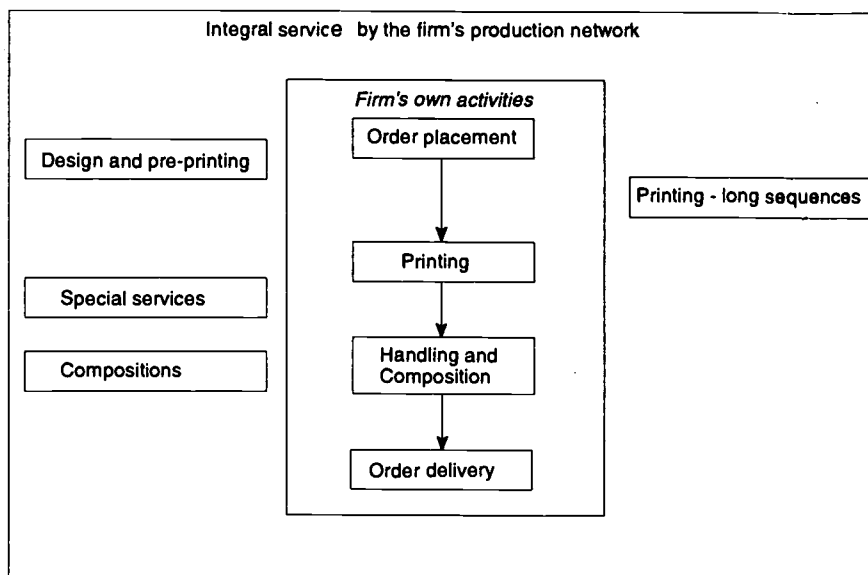 Integral service by the firm's production network
Firm's own activities
Order placement
Design and pre-printing
Printing - long sequences
Printing
Special services
Handling and
Composition
Compositions
Order delivery